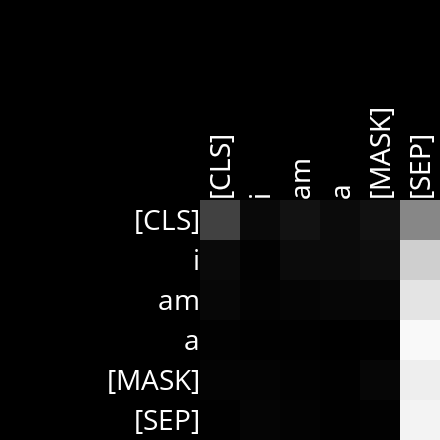 [CLS] i am a [MASK] [SEP]
[CLS]
i
am
a
[MASK]
[SEP]